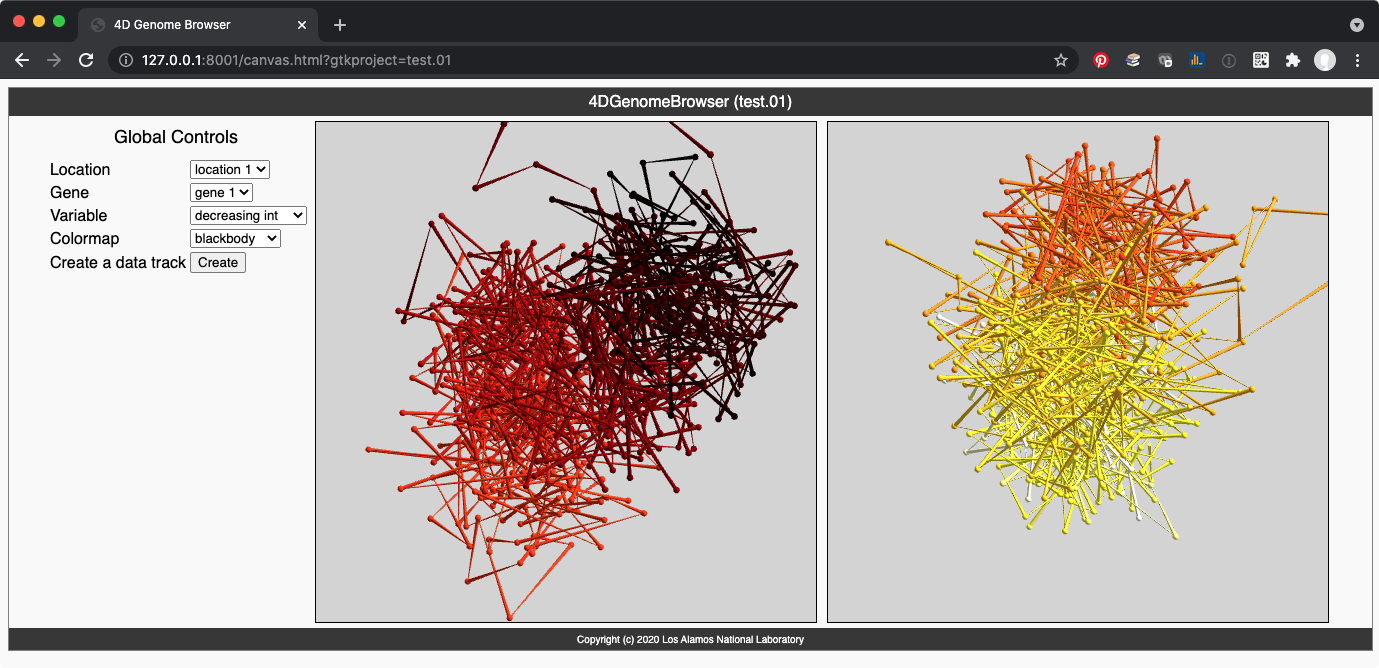 4D Genome Browser
127.0.0.1:8001/canvas.html?gtkproject=test.01
4DGenomeBrowser (test.01)
Global Controls
Location location 1
Gene gene 1
Variable decreasing int
Colormap blackbody
Create a data track Create
Copyright (c) 2020 Los Alamos National Laboratory